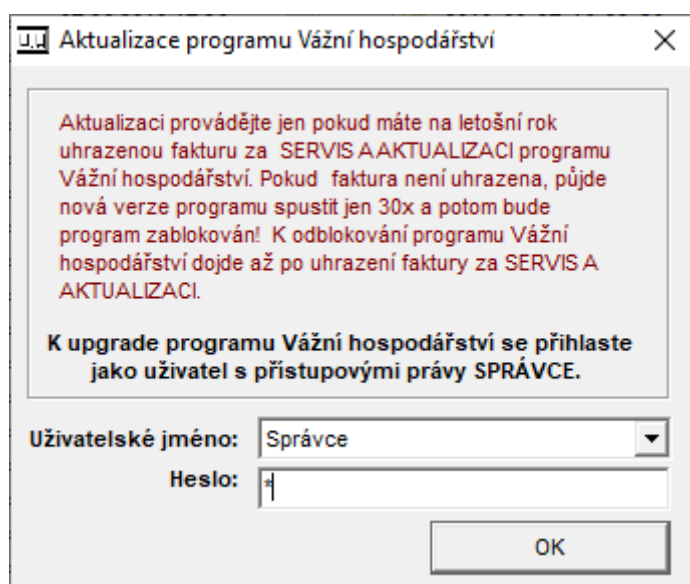 Aktualizace programu Vážní hospodářství
Aktualizaci provádějte jen pokud máte na letošní rok
uhrazenou fakturu za  SERVIS A AKTUALIZACI programu
Vážní hospodářství. Pokud  faktura není uhrazena, půjde
nová verze programu spustit jen 30x a potom bude
program zablokován!  K odblokování programu Vážní
hospodářství dojde až po uhrazení faktury za SERVIS A
AKTUALIZACI.
K upgrade programu Vážní hospodářství se přihlaste
jako uživatel s přístupovými právy SPRÁVCE.
Uživatelské jméno: Správce
Heslo: *
OK